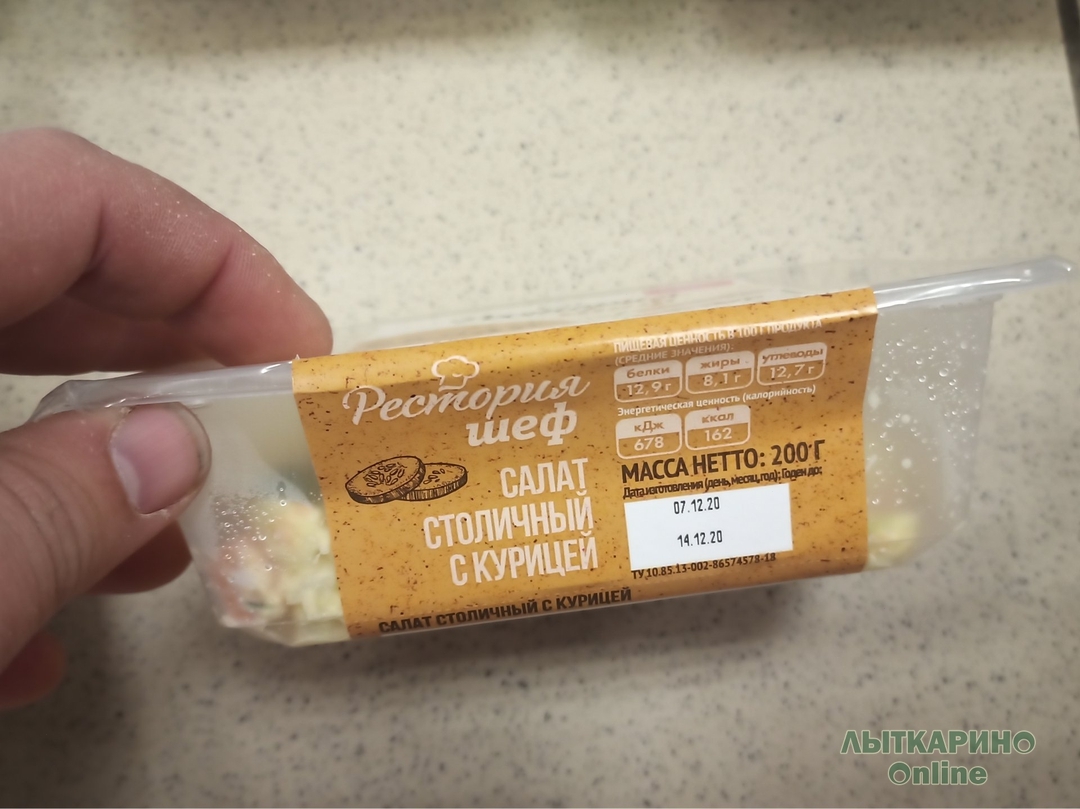 Рестория
шеф
САЛАТ
СТОЛИЧНЫЙ
С КУРИЦЕЙ
САЛАТ СТОЛИЧНЫЙ С КУРИЦЕЙ
ПИЩЕВАЯ ЦЕННОСТЬ В 100 Г ПРОДУКТА
(СРЕДНИЕ ЗНАЧЕНИЯ):
белки жиры углеводы
12,9 г 8,1 г 12,7 г
Энергетическая ценность (калорийность)
кДж ккал
678 162
МАССА НЕТТО: 200 Г
Дата изготовления (день, месяц, год); Годен до:
07.12.20
14.12.20
ТУ 10.85.13-002-86574578-18
ЛЫТКАРИНО
Online